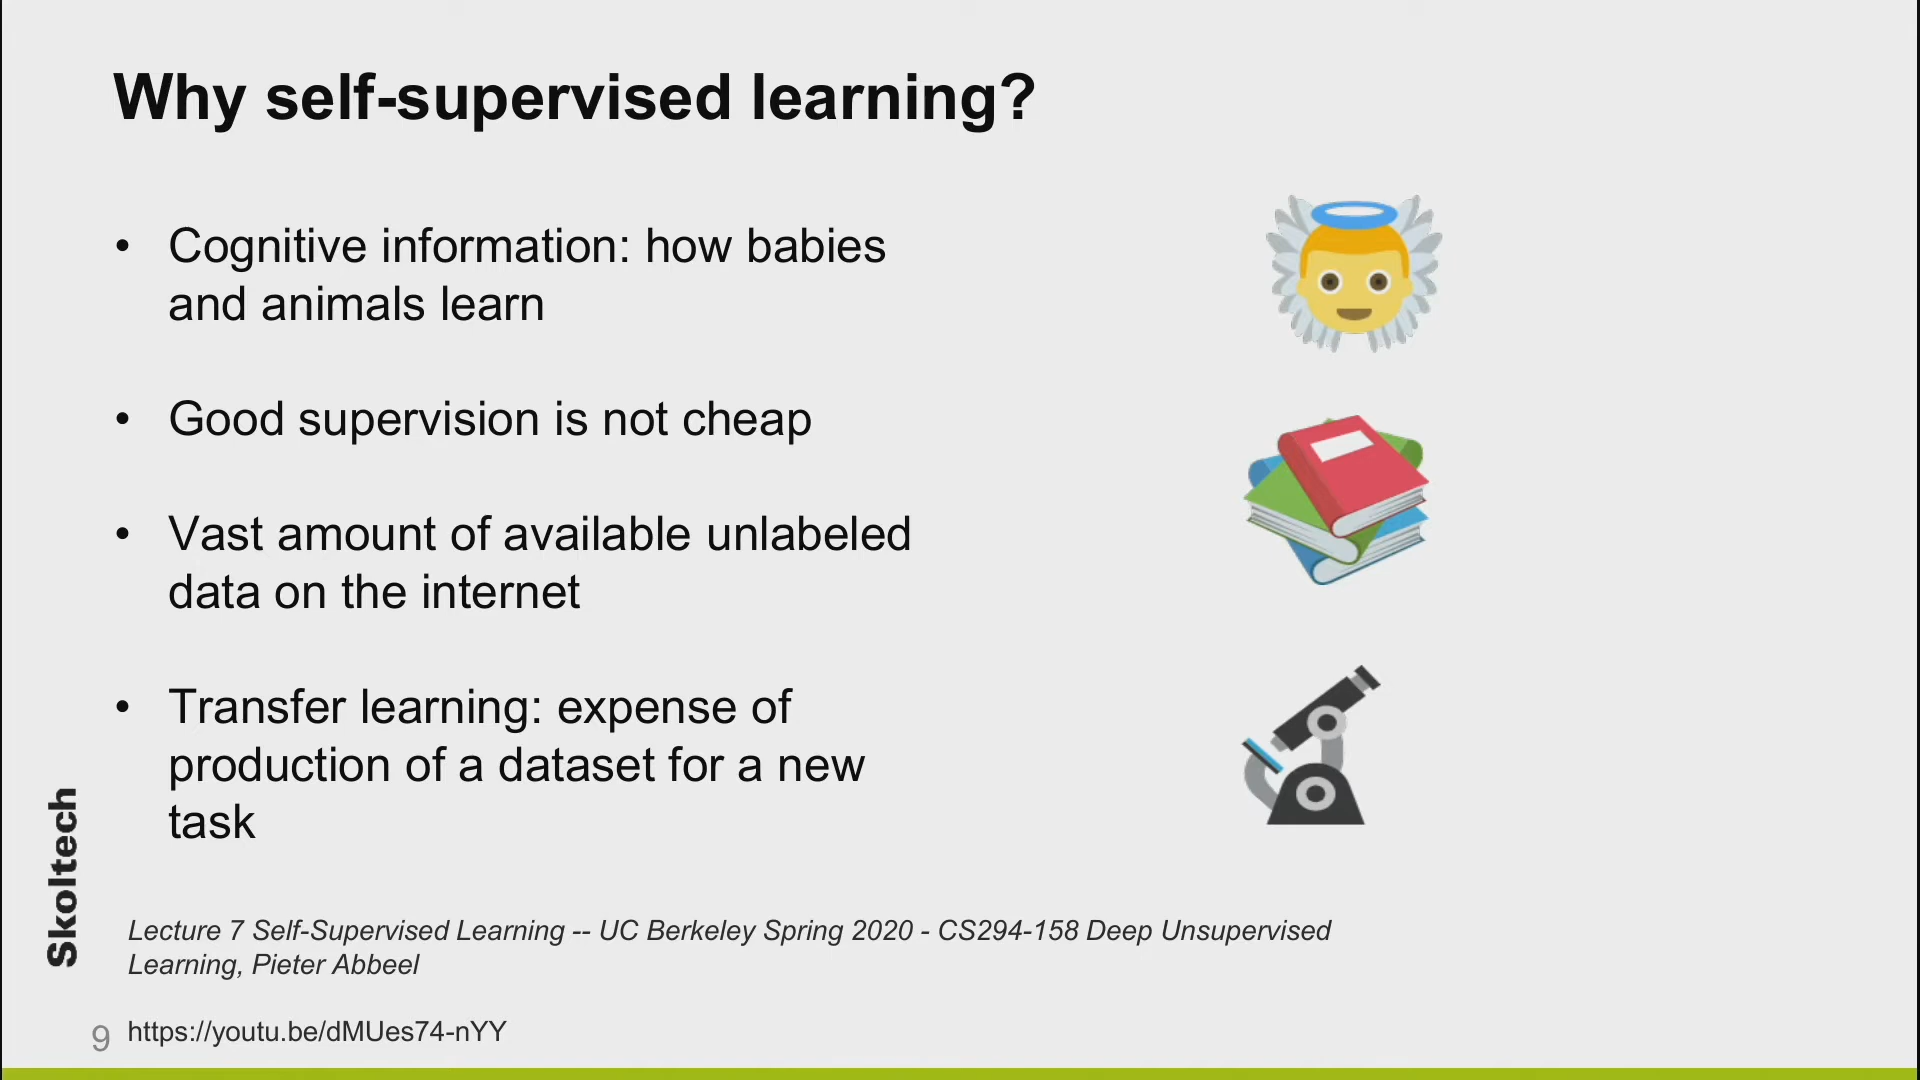 Why self-supervised learning?
• Cognitive information: how babies
and animals learn
• Good supervision is not cheap
• Vast amount of available unlabeled
data on the internet
• Transfer learning: expense of
production of a dataset for a new
task
Skoltech
Lecture 7 Self-Supervised Learning -- UC Berkeley Spring 2020 - CS294-158 Deep Unsupervised
Learning, Pieter Abbeel
9 https://youtu.be/dMUes74-nYY